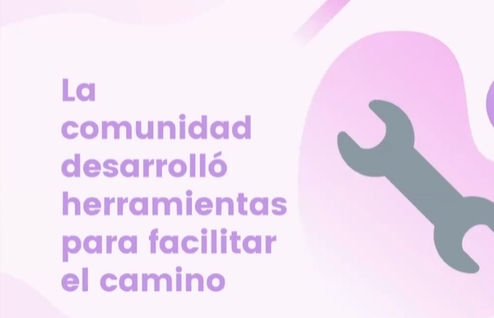 La
comunidad
desarrolló
herramientas
para facilitar
el camino